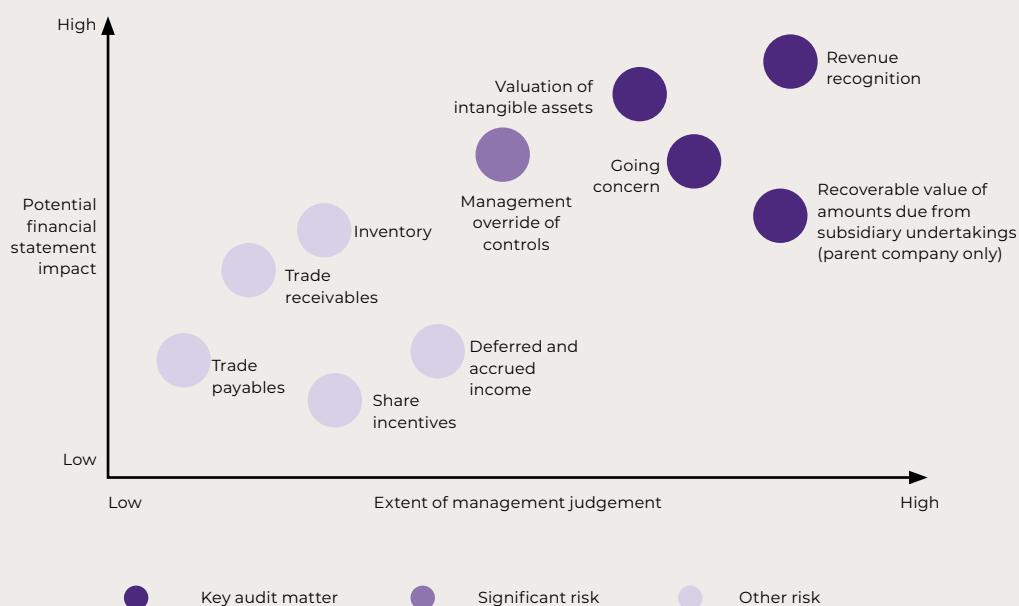 High
Revenue
recognition
Valuation of
intangible assets
Going
concern
Recoverable value of
amounts due from
subsidiary undertakings
(parent company only)
Management
override of
controls
Potential
financial
statement
impact
Inventory
Trade
receivables
Deferred and
accrued
income
Trade
payables
Share
incentives
Low
Low
Extent of management judgement
High
Key audit matter
Significant risk
Other risk